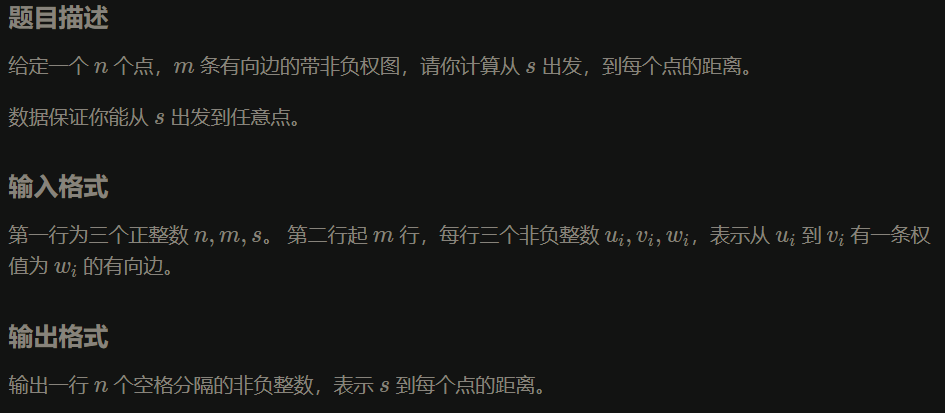 题目描述
给定一个 n 个点，m 条有向边的带非负权图，请你计算从 s 出发，到每个点的距离。
数据保证你能从 s 出发到任意点。
输入格式
第一行为三个正整数 n, m, s。 第二行起 m 行，每行三个非负整数 uᵢ, vᵢ, wᵢ，表示从 uᵢ 到 vᵢ 有一条权
值为 wᵢ 的有向边。
输出格式
输出一行 n 个空格分隔的非负整数，表示 s 到每个点的距离。